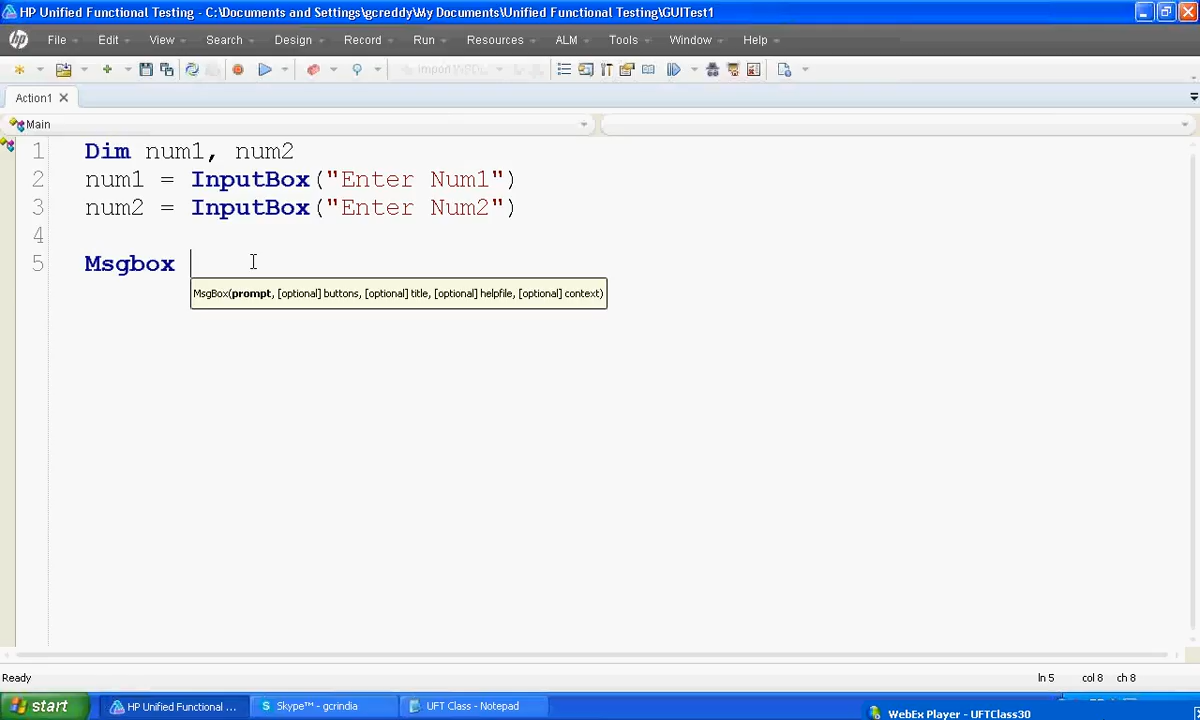 HP Unified Functional Testing - C:\Documents and Settings\gcreddy\My Documents\Unified Functional Testing\GUITest1
File Edit View Search Design Record Run Resources ALM Tools Window Help
Action1
Main
1 Dim num1, num2
2 num1 = InputBox("Enter Num1")
3 num2 = InputBox("Enter Num2")
4
5 Msgbox
MsgBox(prompt, [optional] buttons, [optional] title, [optional] helpfile, [optional] context)
Ready ln 5 col 8 ch 8
start HP Unified Functional ... Skype™ - gcrindia UFT Class - Notepad WebEx Player - UFTClass30